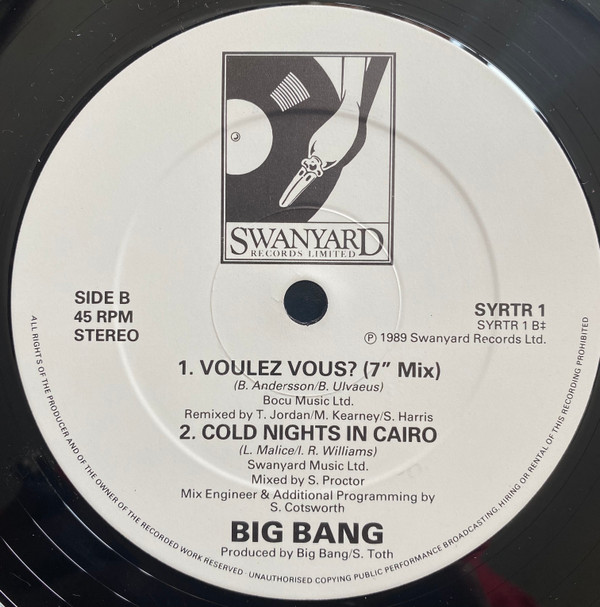 SWANYARD
RECORDS LIMITED
SIDE B
45 RPM
STEREO
SYRTR 1
SYRTR 1 B‡
℗ 1989 Swanyard Records Ltd.
1. VOULEZ VOUS? (7" Mix)
(B. Andersson/B. Ulvaeus)
Bocu Music Ltd.
Remixed by T. Jordan/M. Kearney/S. Harris
2. COLD NIGHTS IN CAIRO
(L. Malice/I. R. Williams)
Swanyard Music Ltd.
Mixed by S. Proctor
Mix Engineer & Additional Programming by
S. Cotsworth
BIG BANG
Produced by Big Bang/S. Toth
ALL RIGHTS OF THE PRODUCER AND OF THE OWNER OF THE RECORDED WORK RESERVED · UNAUTHORISED COPYING PUBLIC PERFORMANCE BROADCASTING, HIRING OR RENTAL OF THIS RECORDING PROHIBITED